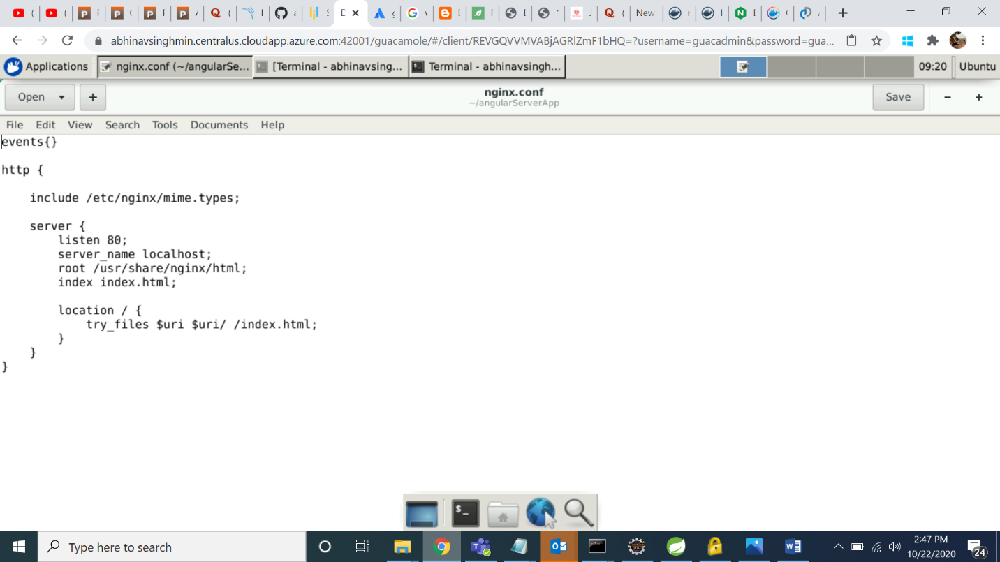 New
abhinavsinghmin.centralus.cloudapp.azure.com:42001/guacamole/#/client/REVGQVVMVABjAGRlZmF1bHQ=?username=guacadmin&password=gua...
Applications
nginx.conf (~/angularSe...
[Terminal - abhinavsing...
Terminal - abhinavsingh...
09:20
Ubuntu
Open
+
nginx.conf
~/angularServerApp
Save
-
+
File Edit View Search Tools Documents Help
events{}
http {
include /etc/nginx/mime.types;
server {
listen 80;
server_name localhost;
root /usr/share/nginx/html;
index index.html;
location / {
try_files $uri $uri/ /index.html;
}
}
}
Type here to search
2:47 PM
10/22/2020
24